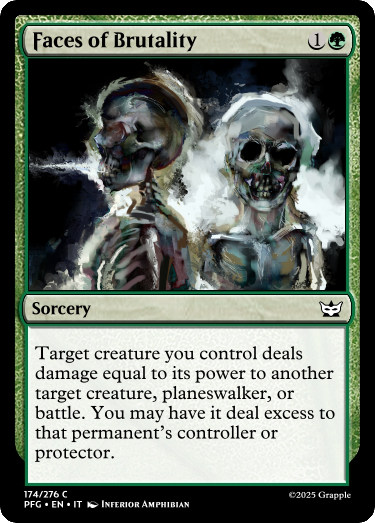 Faces of Brutality 1
Sorcery
Target creature you control deals
damage equal to its power to another
target creature, planeswalker, or
battle. You may have it deal excess to
that permanent's controller or
protector.
174/276 C
PFG • EN • IT Inferior Amphibian
©2025 Grapple